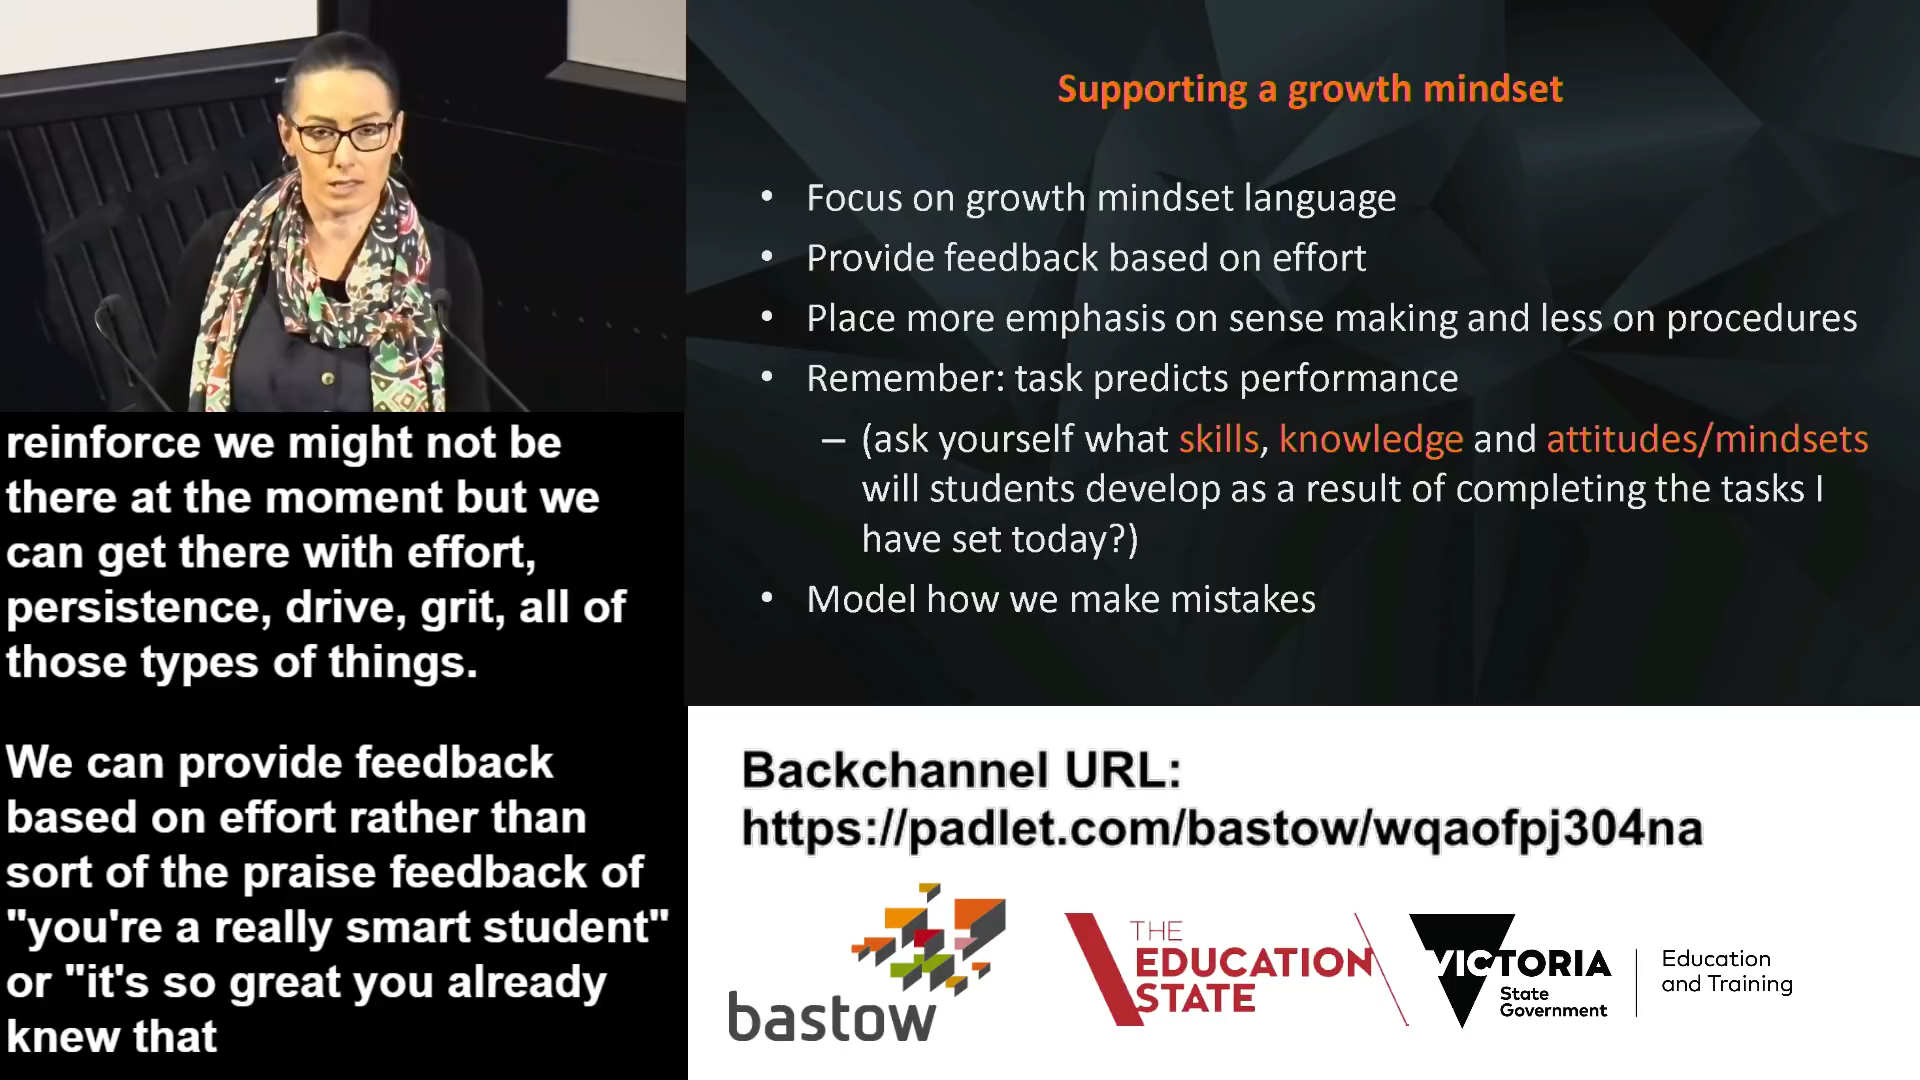 Supporting a growth mindset
• Focus on growth mindset language
• Provide feedback based on effort
• Place more emphasis on sense making and less on procedures
• Remember: task predicts performance
– (ask yourself what skills, knowledge and attitudes/mindsets
will students develop as a result of completing the tasks I
have set today?)
• Model how we make mistakes
reinforce we might not be
there at the moment but we
can get there with effort,
persistence, drive, grit, all of
those types of things.
We can provide feedback
based on effort rather than
sort of the praise feedback of
"you're a really smart student"
or "it's so great you already
knew that
Backchannel URL:
https://padlet.com/bastow/wqaofpj304na
bastow
THE
EDUCATION
STATE
VICTORIA
State
Government
Education
and Training